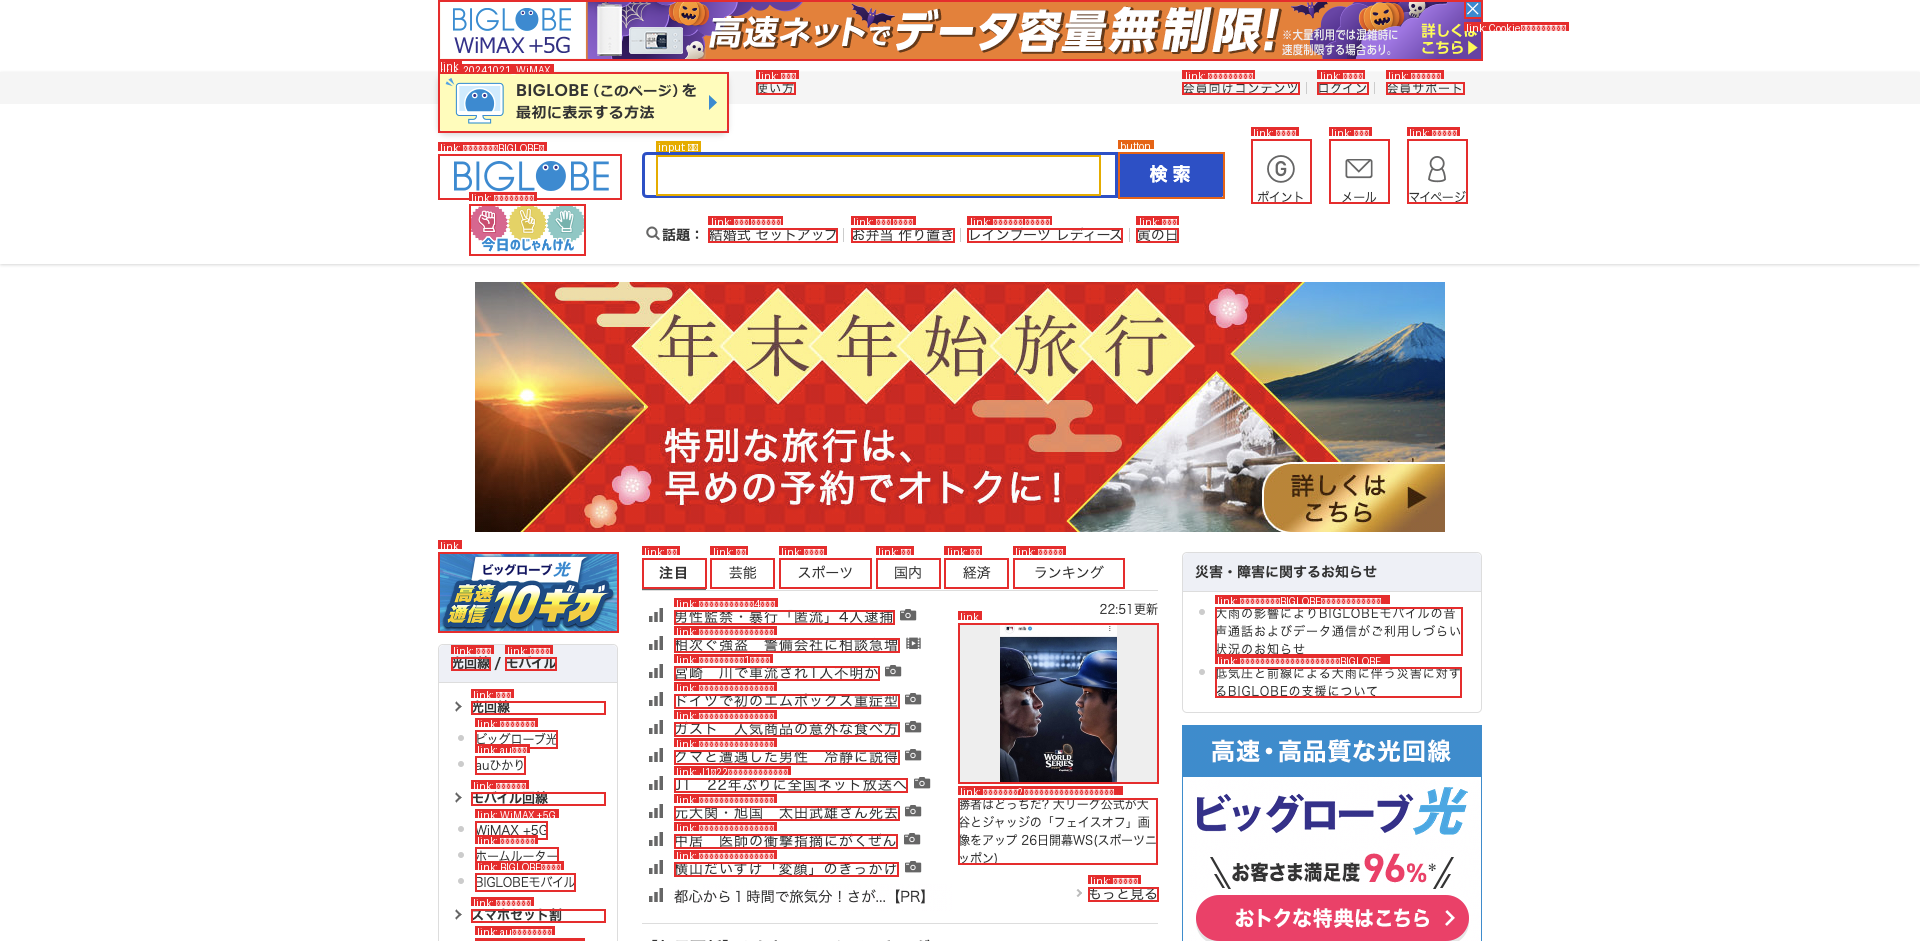 BIGLOBE
WiMAX +5G
高速ネットでデータ容量無制限!
※大量利用では混雑時に
速度制限する場合あり。
詳しくは
こちら
BIGLOBE（このページ）を
最初に表示する方法
使い方
会員向けコンテンツ
ログイン
会員サポート
BIGLOBE
検索
ポイント
メール
マイページ
今日のじゃんけん
話題：
結婚式 セットアップ
お弁当 作り置き
レインブーツ レディース
寅の日
年末年始旅行
特別な旅行は、
早めの予約でオトクに！
詳しくは
こちら
ビッグローブ光
高速
通信
10ギガ
光回線 / モバイル
光回線
ビッグローブ光
auひかり
モバイル回線
WiMAX +5G
ホームルーター
BIGLOBEモバイル
スマホセット割
注目
芸能
スポーツ
国内
経済
ランキング
22:51更新
男性監禁・暴行「匿流」4人逮捕
相次ぐ強盗　警備会社に相談急増
宮崎　川で車流され1人不明か
ドイツで初のエムポックス重症型
ガスト　人気商品の意外な食べ方
クマと遭遇した男性　冷静に説得
J1　22年ぶりに全国ネット放送へ
元大関・旭国　太田武雄さん死去
中居　医師の衝撃指摘にがくぜん
横山だいすけ「変顔」のきっかけ
都心から１時間で旅気分！さが...【PR】
WORLD
SERIES
勝者はどっちだ? 大リーグ公式が大
谷とジャッジの「フェイスオフ」画
像をアップ 26日開幕WS(スポーツニ
ッポン)
もっと見る
災害・障害に関するお知らせ
大雨の影響によりBIGLOBEモバイルの音
声通話およびデータ通信がご利用しづらい
状況のお知らせ
低気圧と前線による大雨に伴う災害に対す
るBIGLOBEの支援について
高速・高品質な光回線
ビッグローブ光
お客さま満足度 96%*
おトクな特典はこちら